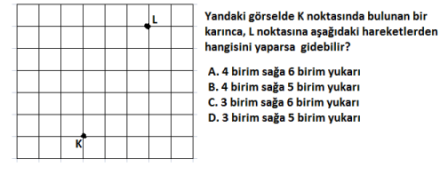 L
K
Yandaki görselde K noktasında bulunan bir
karınca, L noktasına aşağıdaki hareketlerden
hangisini yaparsa gidebilir?
A. 4 birim sağa 6 birim yukarı
B. 4 birim sağa 5 birim yukarı
C. 3 birim sağa 6 birim yukarı
D. 3 birim sağa 5 birim yukarı